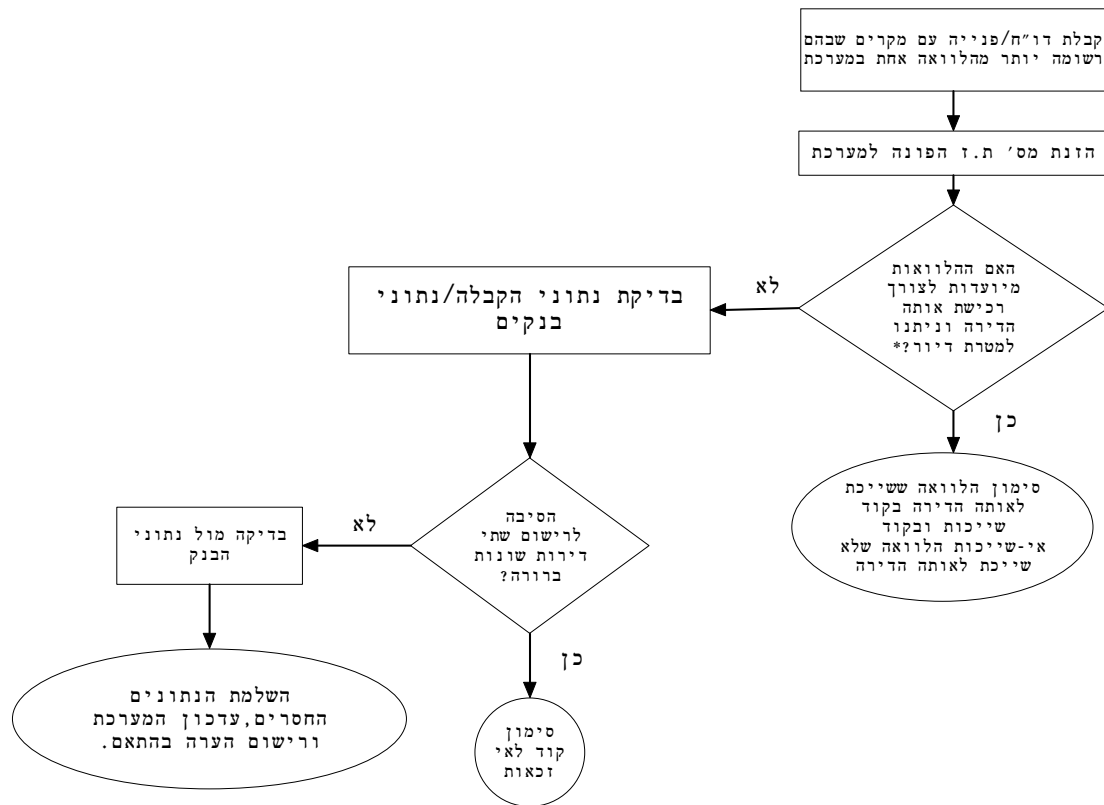 קבלת דו״ח/פנייה עם מקרים שבהם
רשומה יותר מהלוואה אחת במערכת
הזנת מס׳ ת.ז הפונה למערכת
האם ההלוואות
מיועדות לצורך
רכישת אותה
הדירה וניתנו
למטרת דיור?*
לא
כן
בדיקת נתוני הקבלה/נתוני
בנקים
סימון הלוואה ששייכת
לאותה הדירה בקוד
שייכות ובקוד
אי-שייכות הלוואה שלא
שייכת לאותה הדירה
הסיבה
לרישום שתי
דירות שונות
ברורה?
לא
כן
בדיקה מול נתוני
הבנק
השלמת הנתונים
החסרים,עדכון המערכת
ורישום הערה בהתאם.
סימון
קוד לאי
זכאות